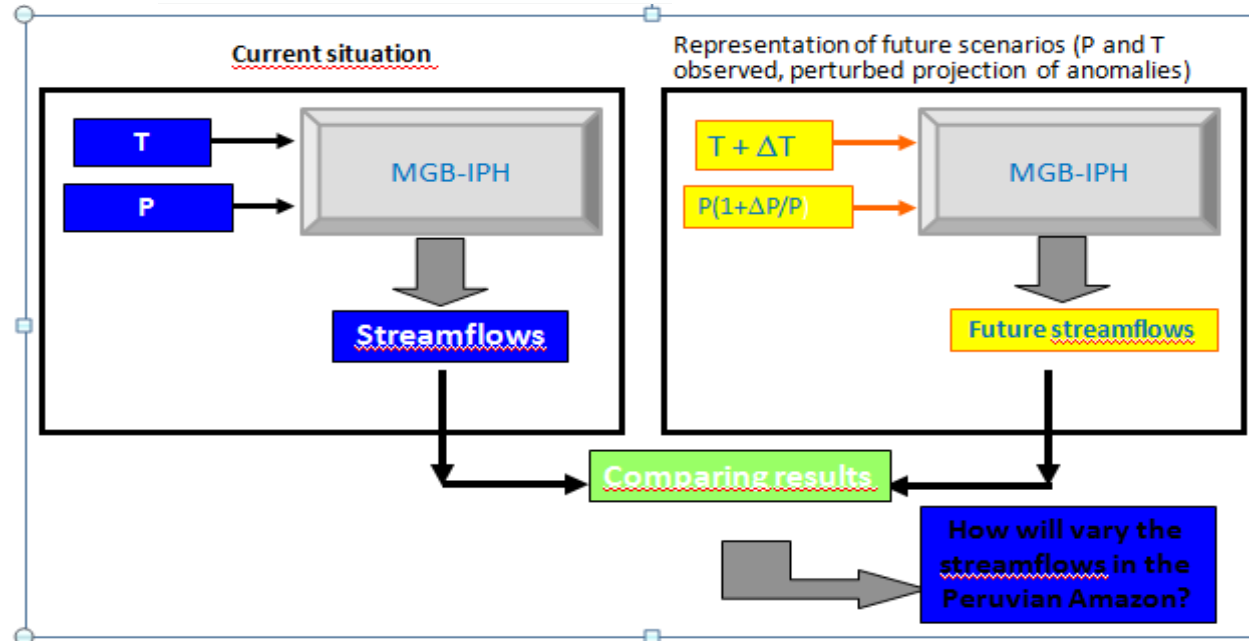 Current situation
T
P
MGB-IPH
Streamflows
Representation of future scenarios (P and T
observed, perturbed projection of anomalies)
T + ΔT
P(1+ΔP/P)
MGB-IPH
Future streamflows
Comparing results
How will vary the
streamflows in the
Peruvian Amazon?